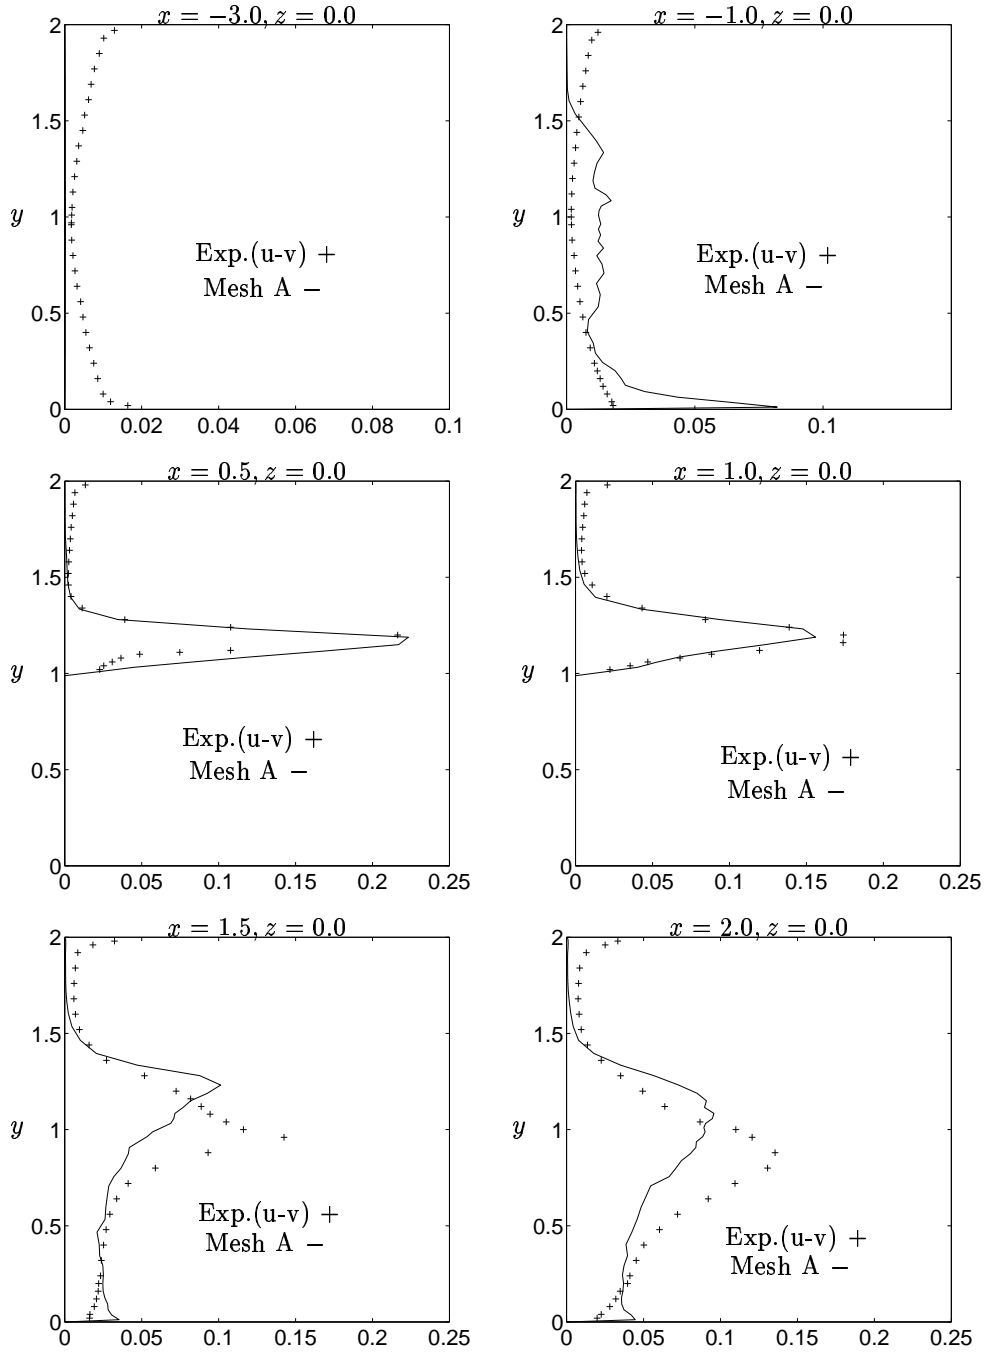 x = −3.0, z = 0.0
2
1.5
y
1
Exp.(u-v) +
Mesh A −
0.5
0
0 0.02 0.04 0.06 0.08 0.1
x = −1.0, z = 0.0
2
1.5
y
1
Exp.(u-v) +
Mesh A −
0.5
0
0 0.05 0.1
x = 0.5, z = 0.0
2
1.5
y
1
Exp.(u-v) +
Mesh A −
0.5
0
0 0.05 0.1 0.15 0.2 0.25
x = 1.0, z = 0.0
2
1.5
y
1
Exp.(u-v) +
Mesh A −
0.5
0
0 0.05 0.1 0.15 0.2 0.25
x = 1.5, z = 0.0
2
1.5
y
1
Exp.(u-v) +
Mesh A −
0.5
0
0 0.05 0.1 0.15 0.2 0.25
x = 2.0, z = 0.0
2
1.5
y
1
0.5
Exp.(u-v) +
Mesh A −
0
0 0.05 0.1 0.15 0.2 0.25